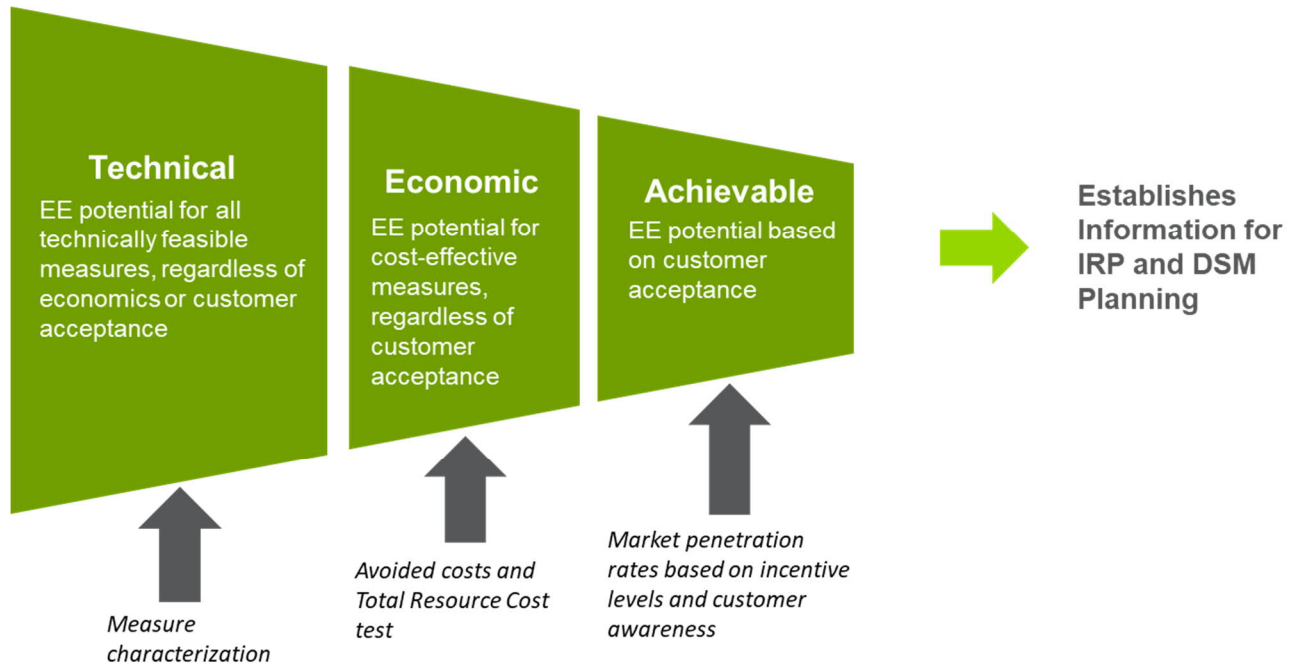 Technical
EE potential for all
technically feasible
measures, regardless of
economics or customer
acceptance
Economic
EE potential for
cost-effective
measures,
regardless of
customer
acceptance
Achievable
EE potential based
on customer
acceptance
Establishes
Information for
IRP and DSM
Planning
Measure
characterization
Avoided costs and
Total Resource Cost
test
Market penetration
rates based on incentive
levels and customer
awareness